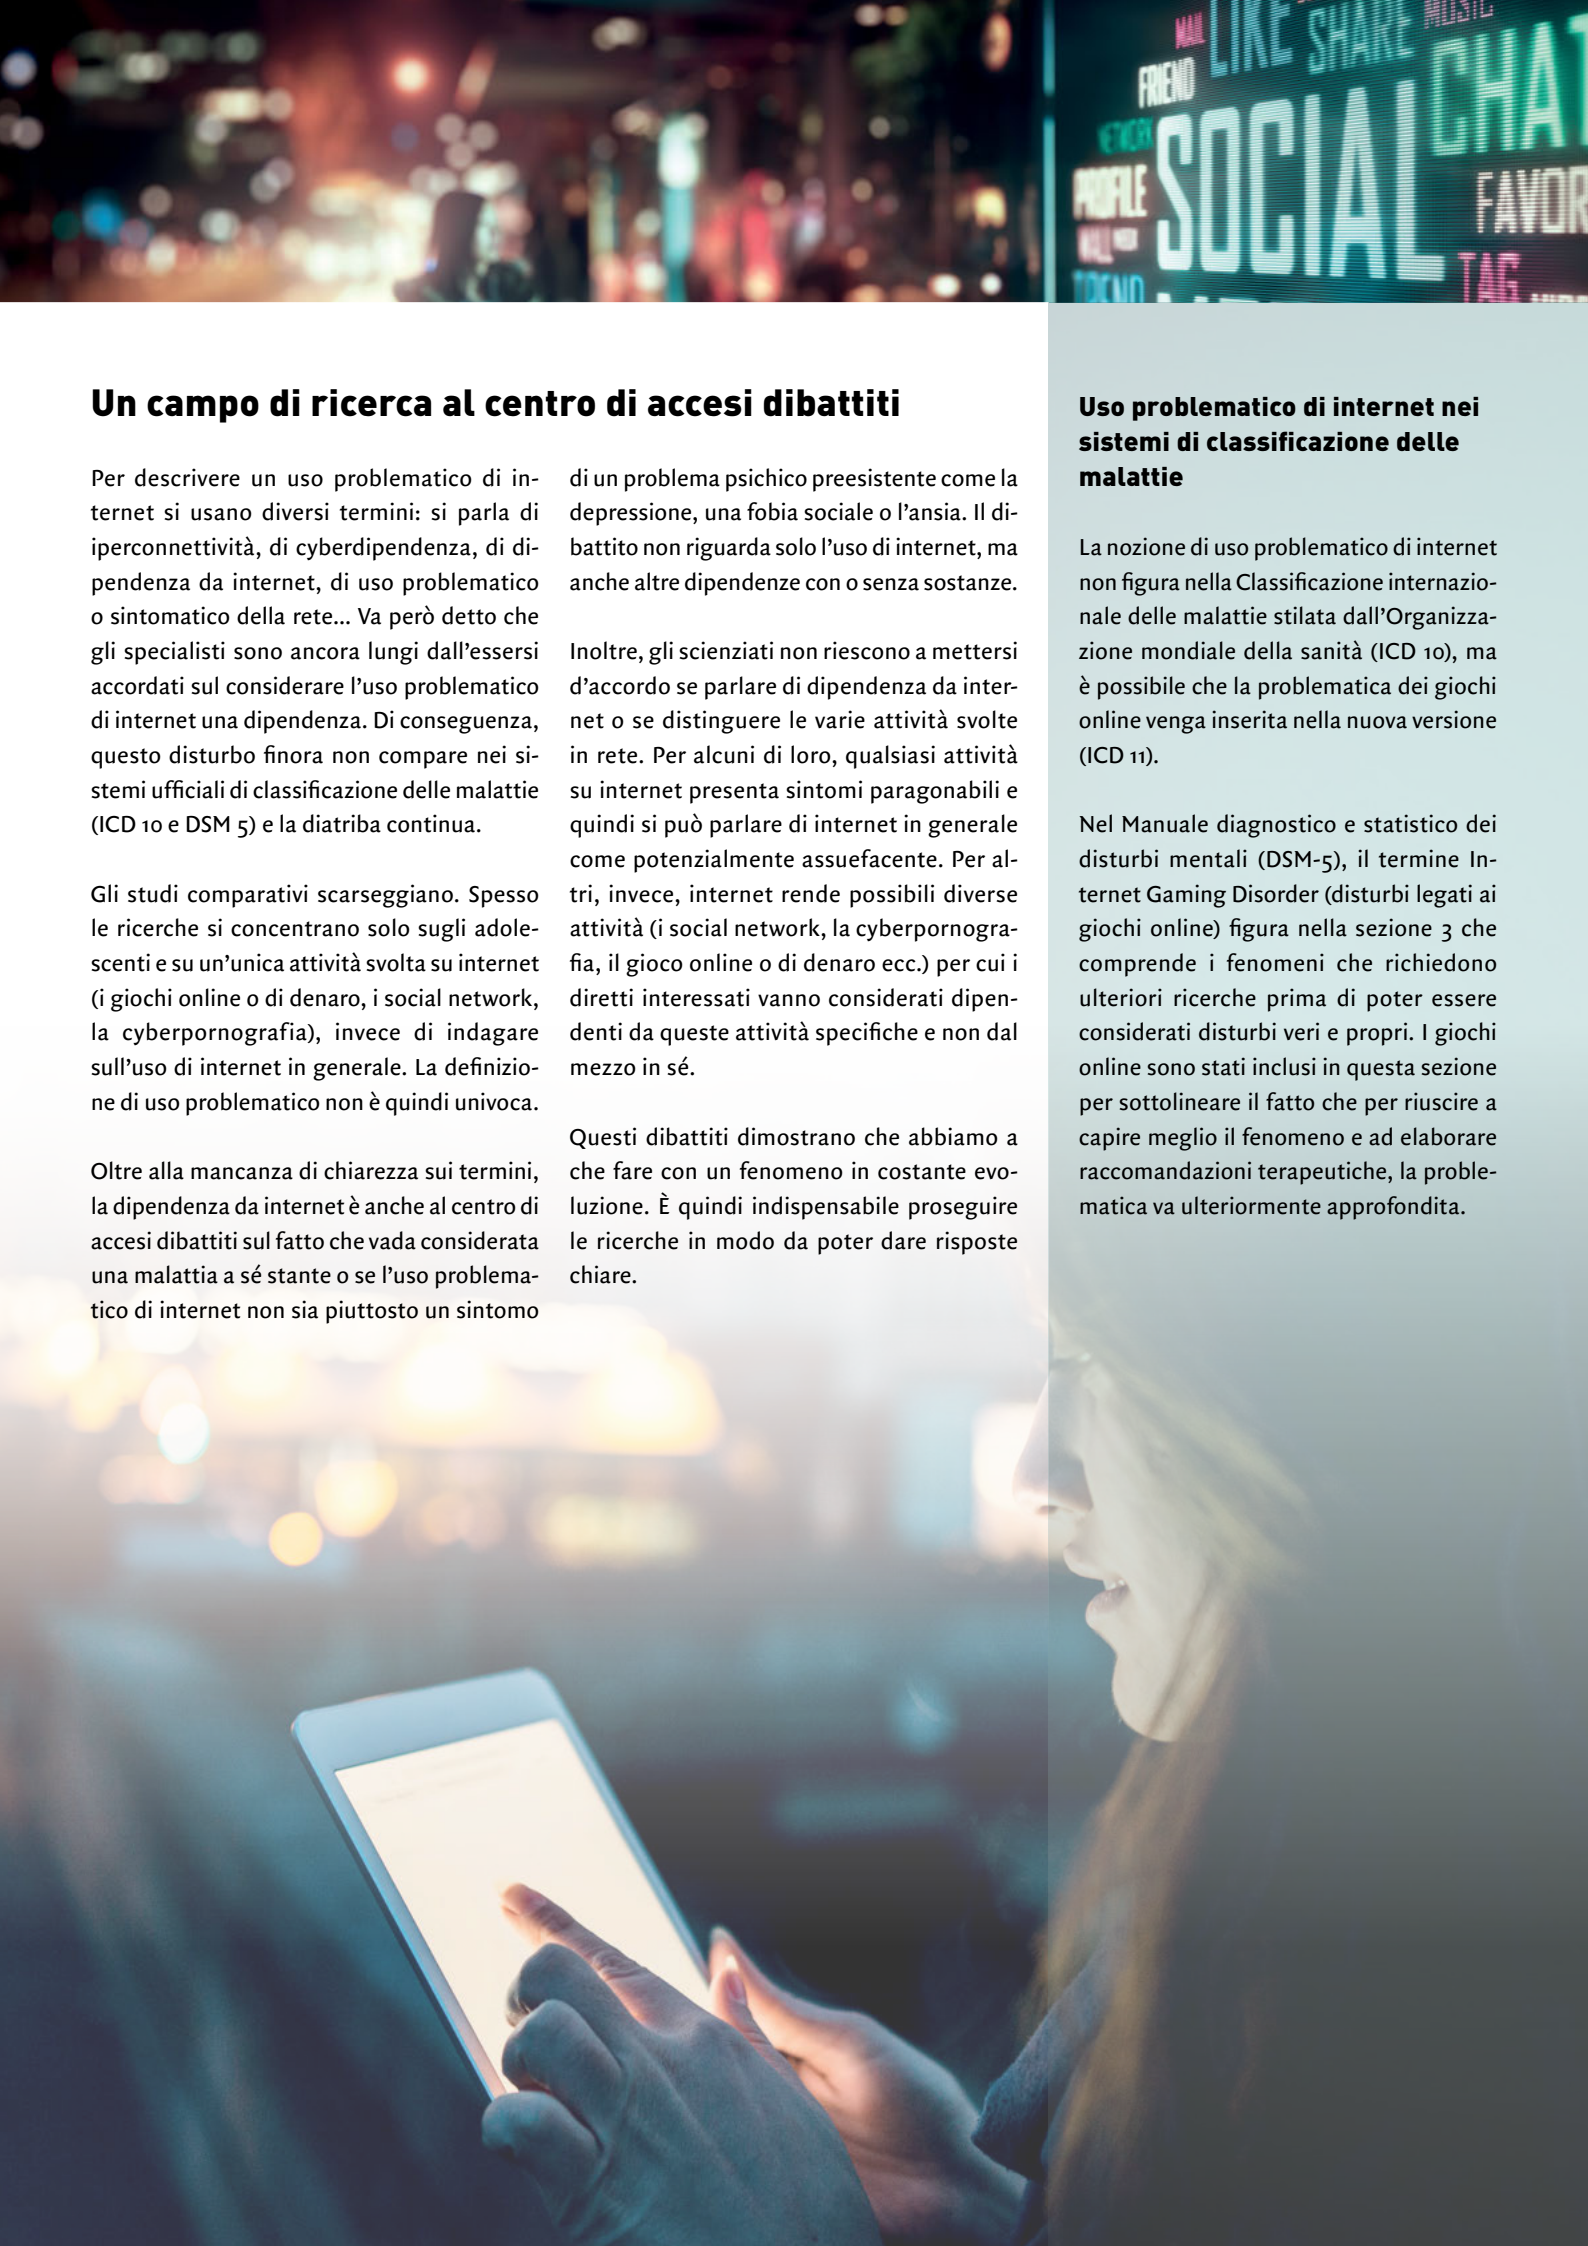 MAIL
LIKE
SHARE
MUSIC
FRIEND
CHAT
NETWORK
SOCIAL
PROFILE
FAVOR
WALL
TAG
TREND
Un campo di ricerca al centro di accesi dibattiti
Per descrivere un uso problematico di in-
ternet si usano diversi termini: si parla di
iperconnettività, di cyberdipendenza, di di-
pendenza da internet, di uso problematico
o sintomatico della rete... Va però detto che
gli specialisti sono ancora lungi dall’essersi
accordati sul considerare l’uso problematico
di internet una dipendenza. Di conseguenza,
questo disturbo finora non compare nei si-
stemi ufficiali di classificazione delle malattie
(ICD 10 e DSM 5) e la diatriba continua.
Gli studi comparativi scarseggiano. Spesso
le ricerche si concentrano solo sugli adole-
scenti e su un’unica attività svolta su internet
(i giochi online o di denaro, i social network,
la cyberpornografia), invece di indagare
sull’uso di internet in generale. La definizio-
ne di uso problematico non è quindi univoca.
Oltre alla mancanza di chiarezza sui termini,
la dipendenza da internet è anche al centro di
accesi dibattiti sul fatto che vada considerata
una malattia a sé stante o se l’uso problema-
tico di internet non sia piuttosto un sintomo
di un problema psichico preesistente come la
depressione, una fobia sociale o l’ansia. Il di-
battito non riguarda solo l’uso di internet, ma
anche altre dipendenze con o senza sostanze.
Inoltre, gli scienziati non riescono a mettersi
d’accordo se parlare di dipendenza da inter-
net o se distinguere le varie attività svolte
in rete. Per alcuni di loro, qualsiasi attività
su internet presenta sintomi paragonabili e
quindi si può parlare di internet in generale
come potenzialmente assuefacente. Per al-
tri, invece, internet rende possibili diverse
attività (i social network, la cyberpornogra-
fia, il gioco online o di denaro ecc.) per cui i
diretti interessati vanno considerati dipen-
denti da queste attività specifiche e non dal
mezzo in sé.
Questi dibattiti dimostrano che abbiamo a
che fare con un fenomeno in costante evo-
luzione. È quindi indispensabile proseguire
le ricerche in modo da poter dare risposte
chiare.
Uso problematico di internet nei
sistemi di classificazione delle
malattie
La nozione di uso problematico di internet
non figura nella Classificazione internazio-
nale delle malattie stilata dall’Organizza-
zione mondiale della sanità (ICD 10), ma
è possibile che la problematica dei giochi
online venga inserita nella nuova versione
(ICD 11).
Nel Manuale diagnostico e statistico dei
disturbi mentali (DSM-5), il termine In-
ternet Gaming Disorder (disturbi legati ai
giochi online) figura nella sezione 3 che
comprende i fenomeni che richiedono
ulteriori ricerche prima di poter essere
considerati disturbi veri e propri. I giochi
online sono stati inclusi in questa sezione
per sottolineare il fatto che per riuscire a
capire meglio il fenomeno e ad elaborare
raccomandazioni terapeutiche, la proble-
matica va ulteriormente approfondita.